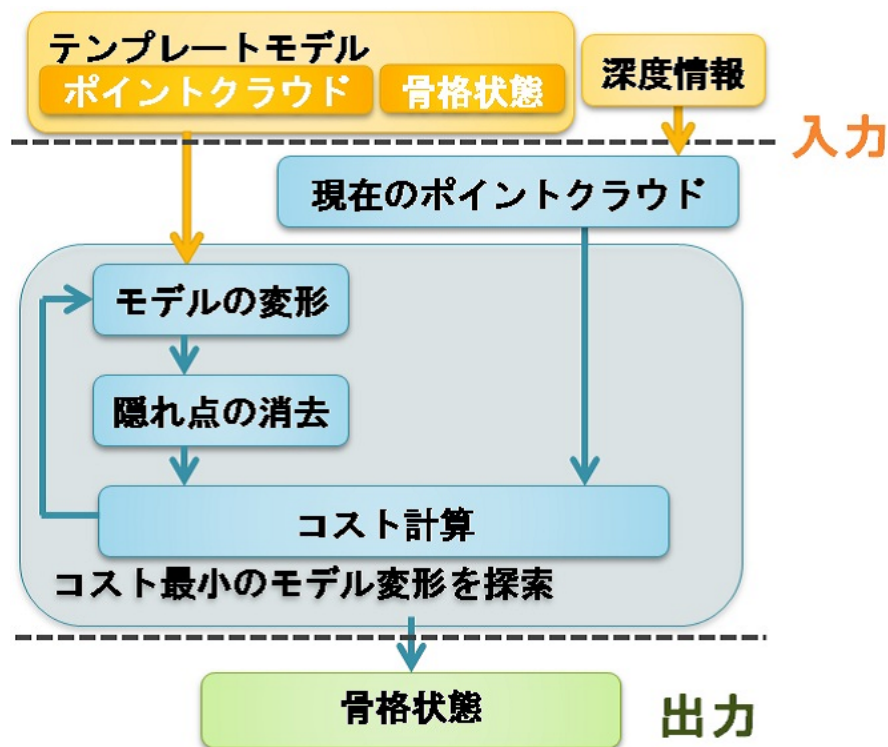 テンプレートモデル
ポイントクラウド
骨格状態
深度情報
入力
現在のポイントクラウド
モデルの変形
隠れ点の消去
コスト計算
コスト最小のモデル変形を探索
骨格状態
出力